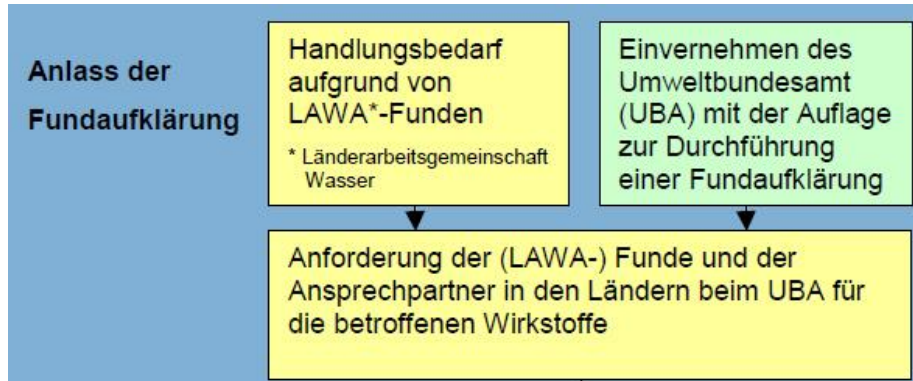 Anlass der
Fundaufklärung
Handlungsbedarf
aufgrund von
LAWA*-Funden
* Länderarbeitsgemeinschaft
Wasser
Einvernehmen des
Umweltbundesamt
(UBA) mit der Auflage
zur Durchführung
einer Fundaufklärung
Anforderung der (LAWA-) Funde und der
Ansprechpartner in den Ländern beim UBA für
die betroffenen Wirkstoffe